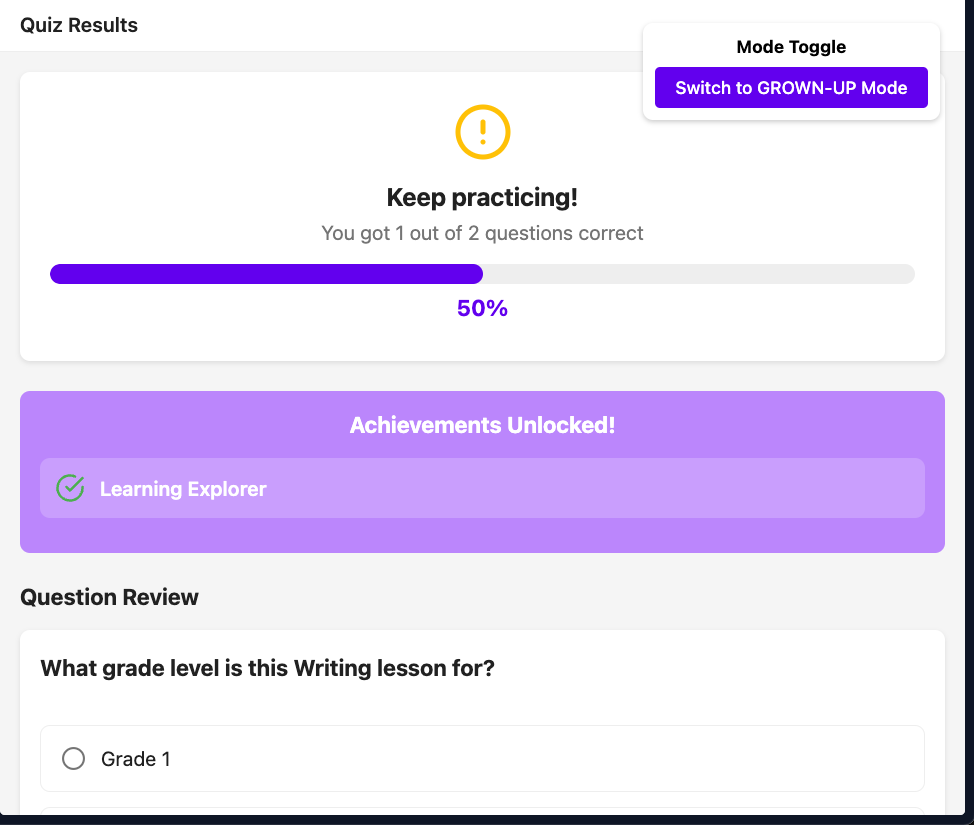 Quiz Results
Mode Toggle
Switch to GROWN-UP Mode
Keep practicing!
You got 1 out of 2 questions correct
50%
Achievements Unlocked!
Learning Explorer
Question Review
What grade level is this Writing lesson for?
Grade 1